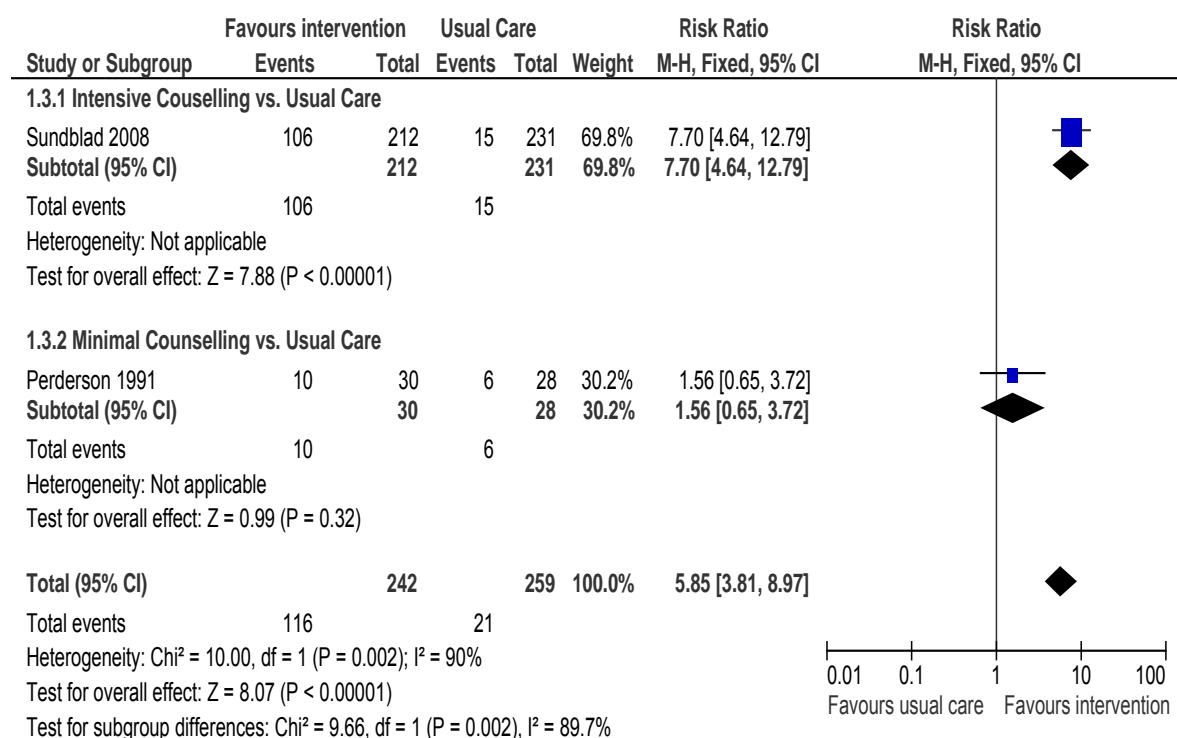 Favours intervention Usual Care Risk Ratio Risk Ratio
Study or Subgroup Events Total Events Total Weight M-H, Fixed, 95% CI M-H, Fixed, 95% CI
1.3.1 Intensive Couselling vs. Usual Care
Sundblad 2008 106 212 15 231 69.8% 7.70 [4.64, 12.79]
Subtotal (95% CI) 212 231 69.8% 7.70 [4.64, 12.79]
Total events 106 15
Heterogeneity: Not applicable
Test for overall effect: Z = 7.88 (P < 0.00001)
1.3.2 Minimal Counselling vs. Usual Care
Perderson 1991 10 30 6 28 30.2% 1.56 [0.65, 3.72]
Subtotal (95% CI) 30 28 30.2% 1.56 [0.65, 3.72]
Total events 10 6
Heterogeneity: Not applicable
Test for overall effect: Z = 0.99 (P = 0.32)
Total (95% CI) 242 259 100.0% 5.85 [3.81, 8.97]
Total events 116 21
Heterogeneity: Chi² = 10.00, df = 1 (P = 0.002); I² = 90%
Test for overall effect: Z = 8.07 (P < 0.00001)
Test for subgroup differences: Chi² = 9.66, df = 1 (P = 0.002), I² = 89.7%
0.01 0.1 1 10 100
Favours usual care Favours intervention